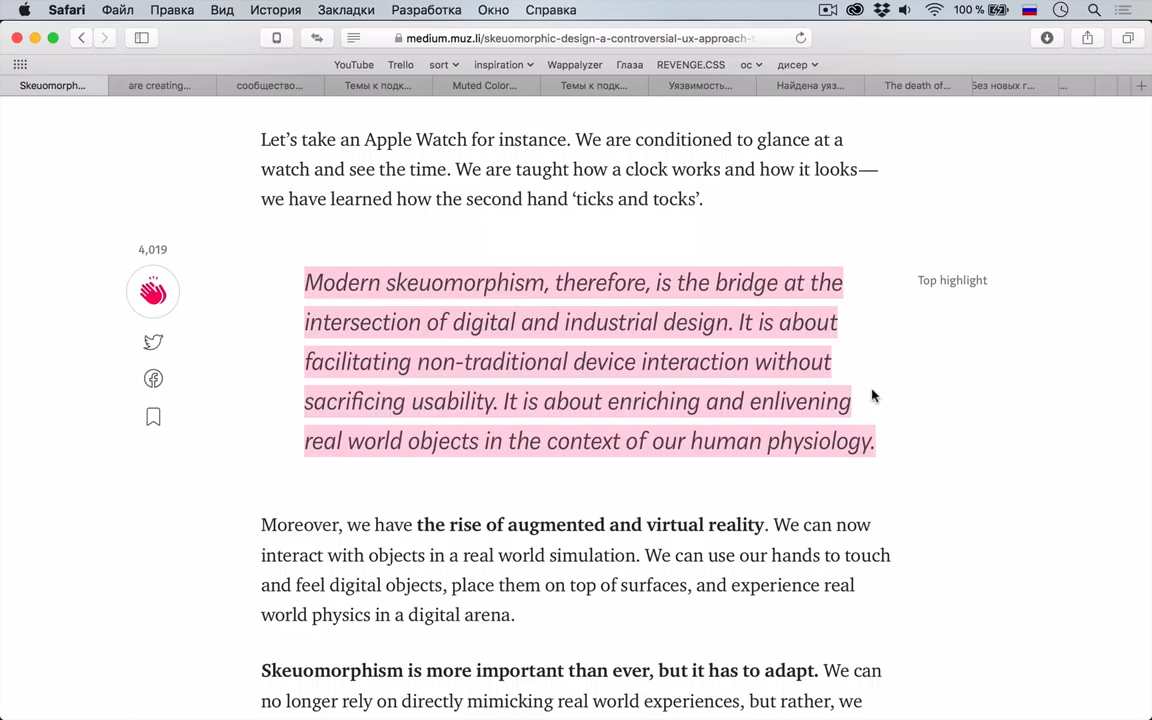 Safari Файл Правка Вид История Закладки Разработка Окно Справка 100 %
medium.muz.li/skeuomorphic-design-a-controversial-ux-approach-
YouTube Trello sort inspiration Wappalyzer Глаза REVENGE.CSS ос дисер
Skeuomorph... are creating... сообщество... Темы к подк... Muted Color... Темы к подк... Уязвимость... Найдена уяз... The death of... Без новых г... ...
Let’s take an Apple Watch for instance. We are conditioned to glance at a
watch and see the time. We are taught how a clock works and how it looks—
we have learned how the second hand ‘ticks and tocks’.
4,019
Modern skeuomorphism, therefore, is the bridge at the
Top highlight
intersection of digital and industrial design. It is about
facilitating non-traditional device interaction without
sacrificing usability. It is about enriching and enlivening
real world objects in the context of our human physiology.
Moreover, we have the rise of augmented and virtual reality. We can now
interact with objects in a real world simulation. We can use our hands to touch
and feel digital objects, place them on top of surfaces, and experience real
world physics in a digital arena.
Skeuomorphism is more important than ever, but it has to adapt. We can
no longer rely on directly mimicking real world experiences, but rather, we